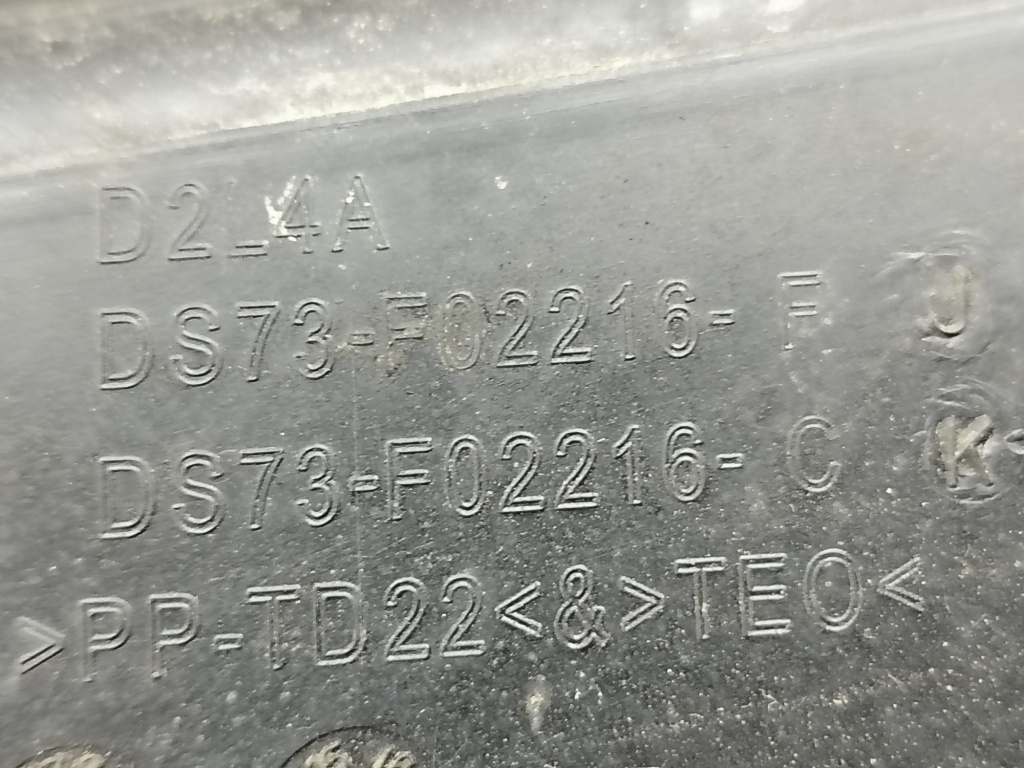 D2L4A
DS73-F02216- F J
DS73-F02216- C K
>PP-TD22<&>TEO<